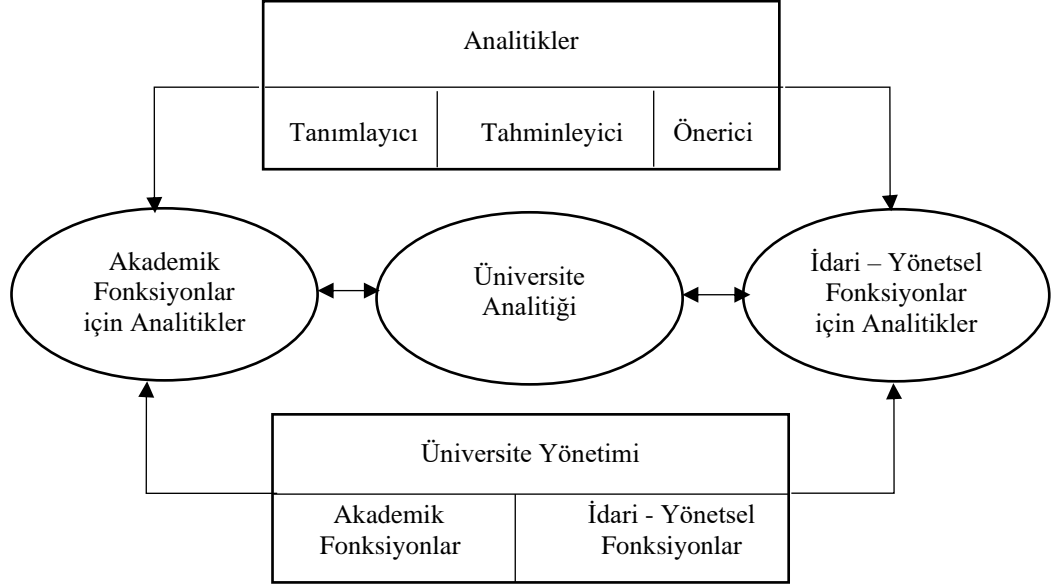 Analitikler
Tanımlayıcı
Tahminleyici
Önerici
Akademik
Fonksiyonlar
için Analitikler
Üniversite
Analitiği
İdari – Yönetsel
Fonksiyonlar
için Analitikler
Üniversite Yönetimi
Akademik
Fonksiyonlar
İdari - Yönetsel
Fonksiyonlar